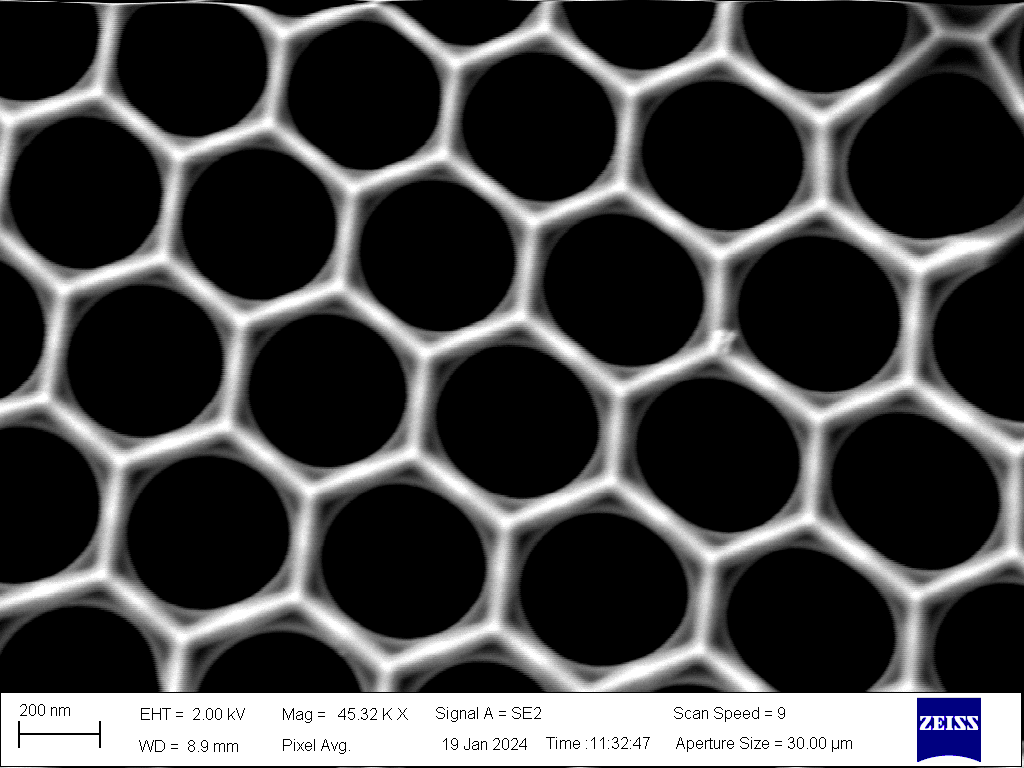 200 nm EHT = 2.00 kV Mag = 45.32 K X Signal A = SE2 Scan Speed = 9 ZEISS
WD = 8.9 mm Pixel Avg. 19 Jan 2024 Time :11:32:47 Aperture Size = 30.00 µm